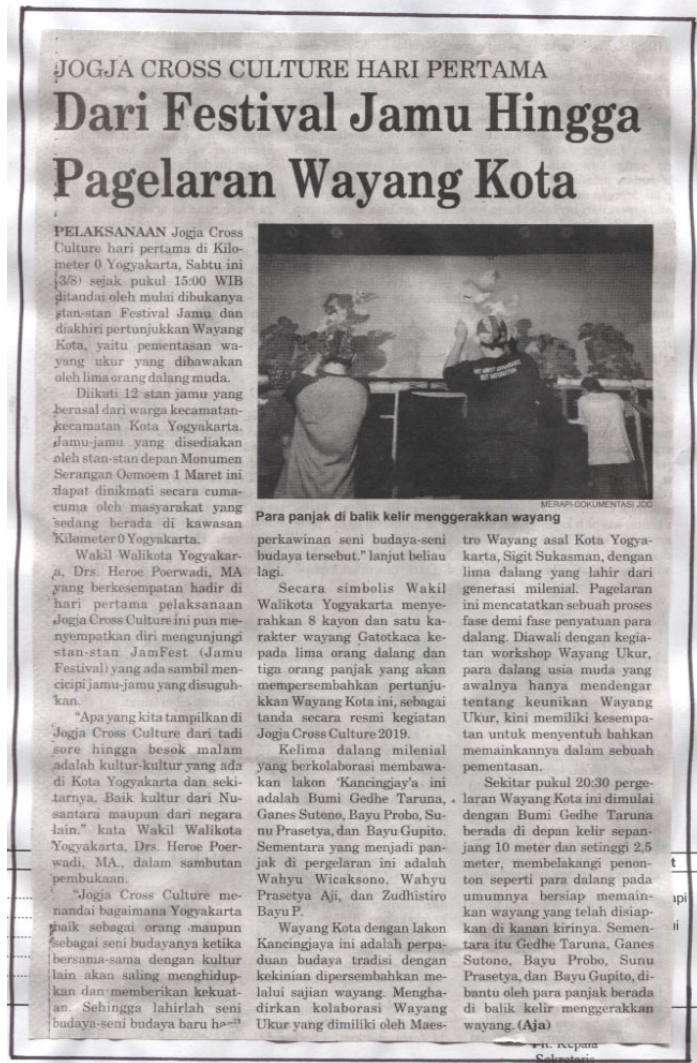 JOGJA CROSS CULTURE HARI PERTAMA
Dari Festival Jamu Hingga
Pagelaran Wayang Kota
PELAKSANAAN Jogja Cross
Culture hari pertama di Kilo-
meter 0 Yogyakarta, Sabtu ini
(3/8) sejak pukul 15:00 WIB
ditandai oleh mulai dibukanya
stan-stan Festival Jamu dan
diakhiri pertunjukkan Wayang
Kota, yaitu pementasan wa-
yang ukur yang dibawakan
oleh lima orang dalang muda.
Diikuti 12 stan jamu yang
berasal dari warga kecamatan-
kecamatan Kota Yogyakarta.
Jamu-jamu yang disediakan
oleh stan-stan depan Monumen
Serangan Oemoem 1 Maret ini
dapat dinikmati secara cuma-
cuma oleh masyarakat yang
sedang berada di kawasan
Kilometer 0 Yogyakarta.
Wakil Walikota Yogyakar-
a, Drs. Heroe Poerwadi, MA
yang berkesempatan hadir di
hari pertama pelaksanaan
Jogja Cross Culture ini pun me-
nyempatkan diri mengunjungi
stan-stan JamFest (Jamu
Festival) yang ada sambil men-
cicipi jamu-jamu yang disuguh-
kan.
"Apa yang kita tampilkan di
Jogja Cross Culture dari tadi
sore hingga besok malam
adalah kultur-kultur yang ada
di Kota Yogyakarta dan seki-
tarnya. Baik kultur dari Nu-
santara maupun dari negara
lain." kata Wakil Walikota
Yogyakarta, Drs. Heroe Poer-
wadi, MA., dalam sambutan
pembukaan.
"Jogja Cross Culture me-
nandai bagaimana Yogyakarta
baik sebagai orang maupun
sebagai seni budayanya ketika
bersama-sama dengan kultur
lain akan saling menghidup-
kan dan memberikan kekuat-
an. Sehingga lahirlah seni
budaya-seni budaya baru
NOT ABOUT
BUT
MERAPI-DOKUMENTASI JCC
Para panjak di balik kelir menggerakkan wayang
perkawinan seni budaya-seni
budaya tersebut." lanjut beliau
lagi.
Secara simbolis Wakil
Walikota Yogyakarta menye-
rahkan 8 kayon dan satu ka-
rakter wayang Gatotkaca ke-
pada lima orang dalang dan
tiga orang panjak yang akan
mempersembahkan pertunju-
kkan Wayang Kota ini, sebagai
tanda secara resmi kegiatan
Jogja Cross Culture 2019.
Kelima dalang milenial
yang berkolaborasi membawa-
kan lakon 'Kancingjay'a ini
adalah Bumi Gedhe Taruna,
Ganes Sutono, Bayu Probo, Su-
nu Prasetya, dan Bayu Gupito.
Sementara yang menjadi pan-
jak di pergelaran ini adalah
Wahyu Wicaksono, Wahyu
Prasetya Aji, dan Zudhistiro
Bayu P.
Wayang Kota dengan lakon
Kancingjaya ini adalah perpa-
duan budaya tradisi dengan
kekinian dipersembahkan me-
lalui sajian wayang. Mengha-
dirkan kolaborasi Wayang
Ukur yang dimiliki oleh Maes-
tro Wayang asal Kota Yogya-
karta, Sigit Sukasman, dengan
lima dalang yang lahir dari
generasi milenial. Pagelaran
ini mencatatkan sebuah proses
fase demi fase penyatuan para
dalang. Diawali dengan kegia-
tan workshop Wayang Ukur,
para dalang usia muda yang
awalnya hanya mendengar
tentang keunikan Wayang
Ukur, kini memiliki kesempa-
tan untuk menyentuh bahkan
memainkannya dalam sebuah
pementasan.
Sekitar pukul 20:30 perge-
laran Wayang Kota ini dimulai
dengan Bumi Gedhe Taruna
berada di depan kelir sepan-
jang 10 meter dan setinggi 2,5
meter, membelakangi penon-
ton seperti para dalang pada
umumnya bersiap memain-
kan wayang yang telah disiap-
kan di kanan kirinya. Semen-
tara itu Gedhe Taruna, Ganes
Sutono, Bayu Probo, Sunu
Prasetya, dan Bayu Gupito, di-
bantu oleh para panjak berada
di balik kelir menggerakkan
wayang. (Aja)
Plt. Kepala
Sekretaris